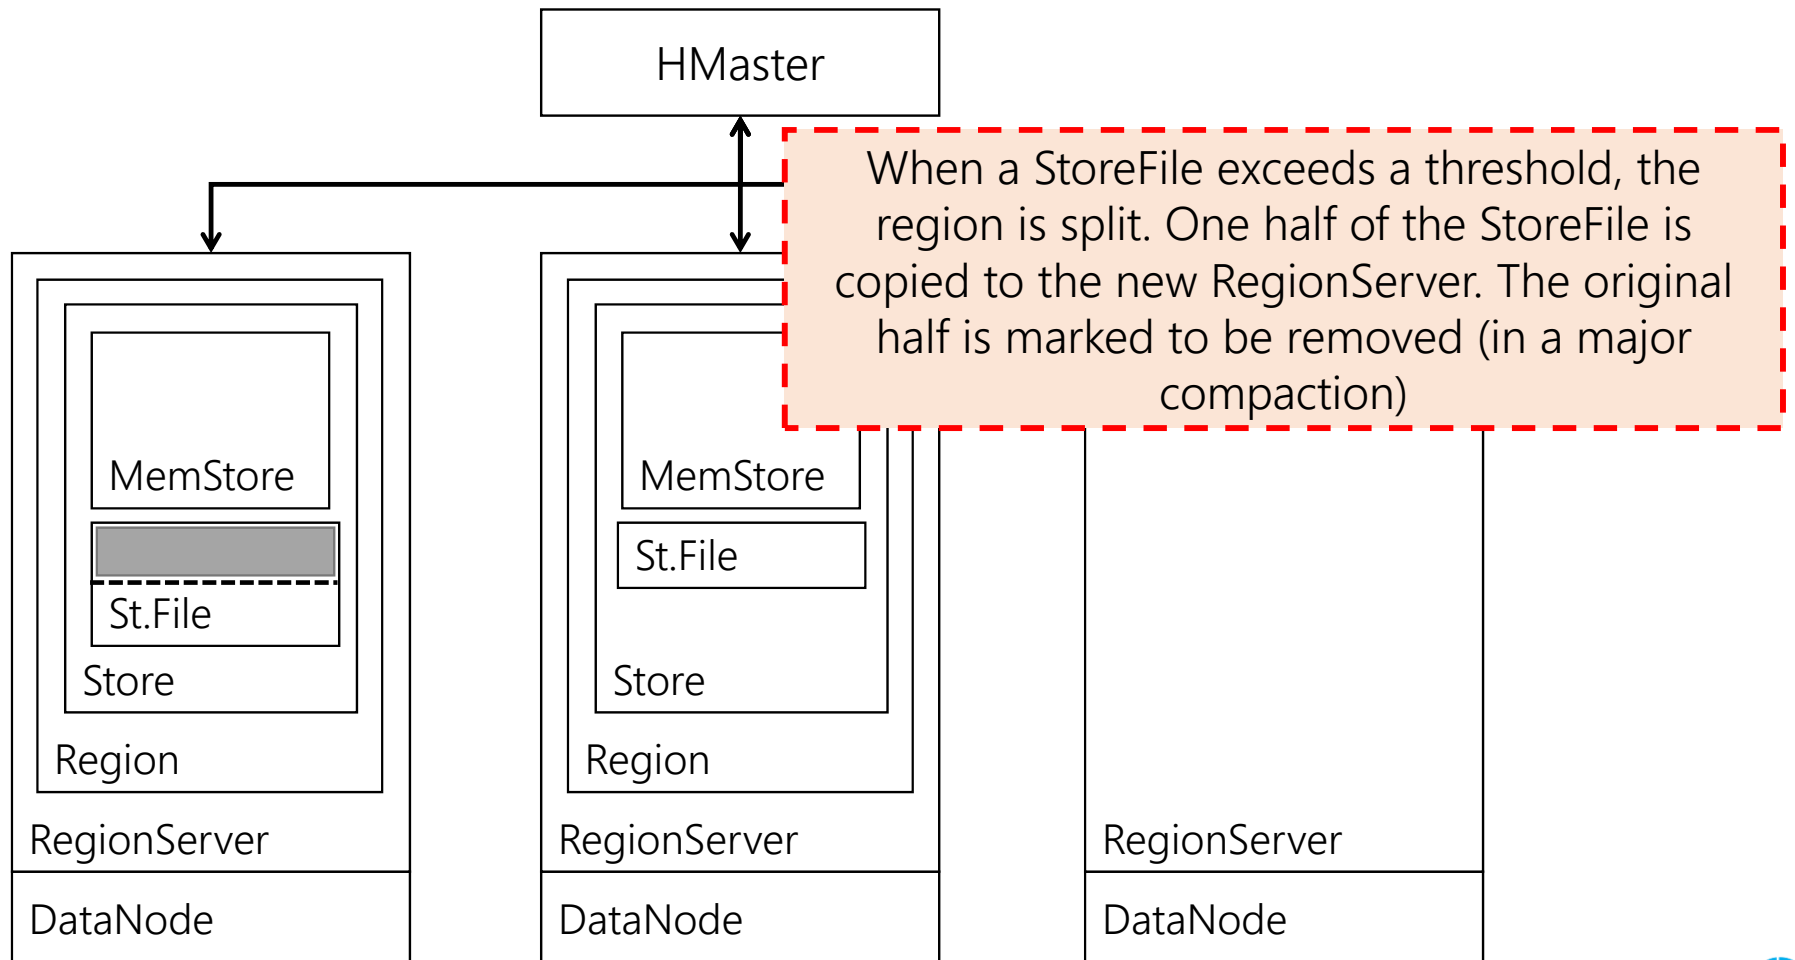 HMaster
When a StoreFile exceeds a threshold, the
region is split. One half of the StoreFile is
copied to the new RegionServer. The original
half is marked to be removed (in a major
compaction)
MemStore
St.File
Store
Region
RegionServer
DataNode
MemStore
St.File
Store
Region
RegionServer
DataNode
RegionServer
DataNode